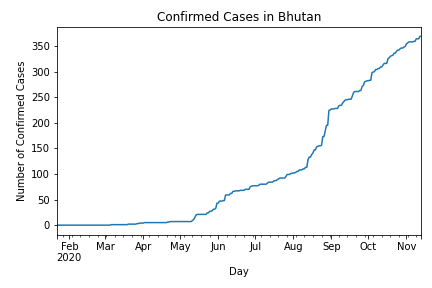 Confirmed Cases in Bhutan
Number of Confirmed Cases
350
300
250
200
150
100
50
0
Feb Mar Apr May Jun Jul Aug Sep Oct Nov
2020
Day